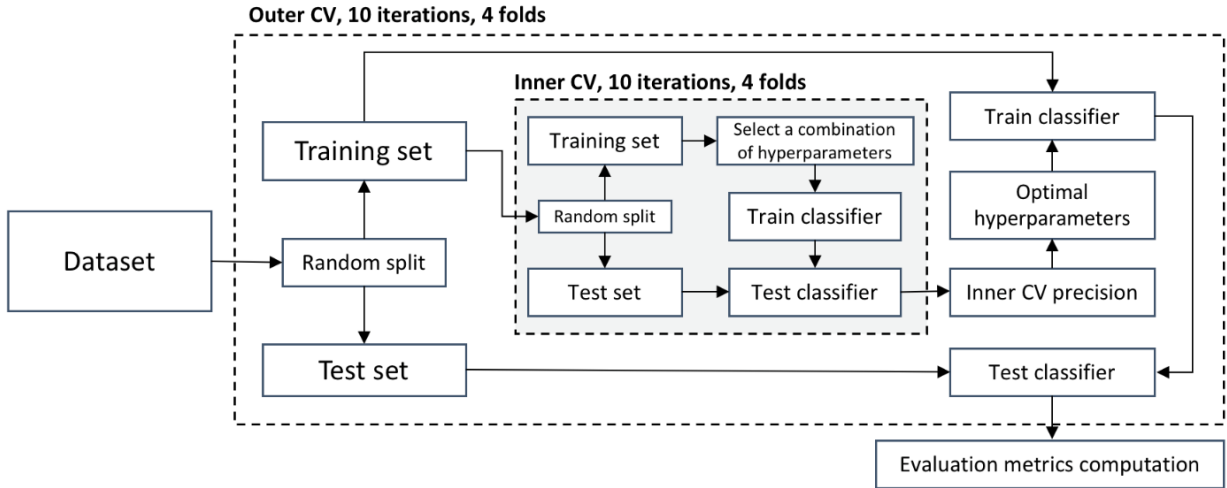 Outer CV, 10 iterations, 4 folds
Inner CV, 10 iterations, 4 folds
Training set
Training set
Select a combination
of hyperparameters
Train classifier
Dataset
Random split
Random split
Train classifier
Optimal
hyperparameters
Test set
Test classifier
Inner CV precision
Test set
Test classifier
Evaluation metrics computation